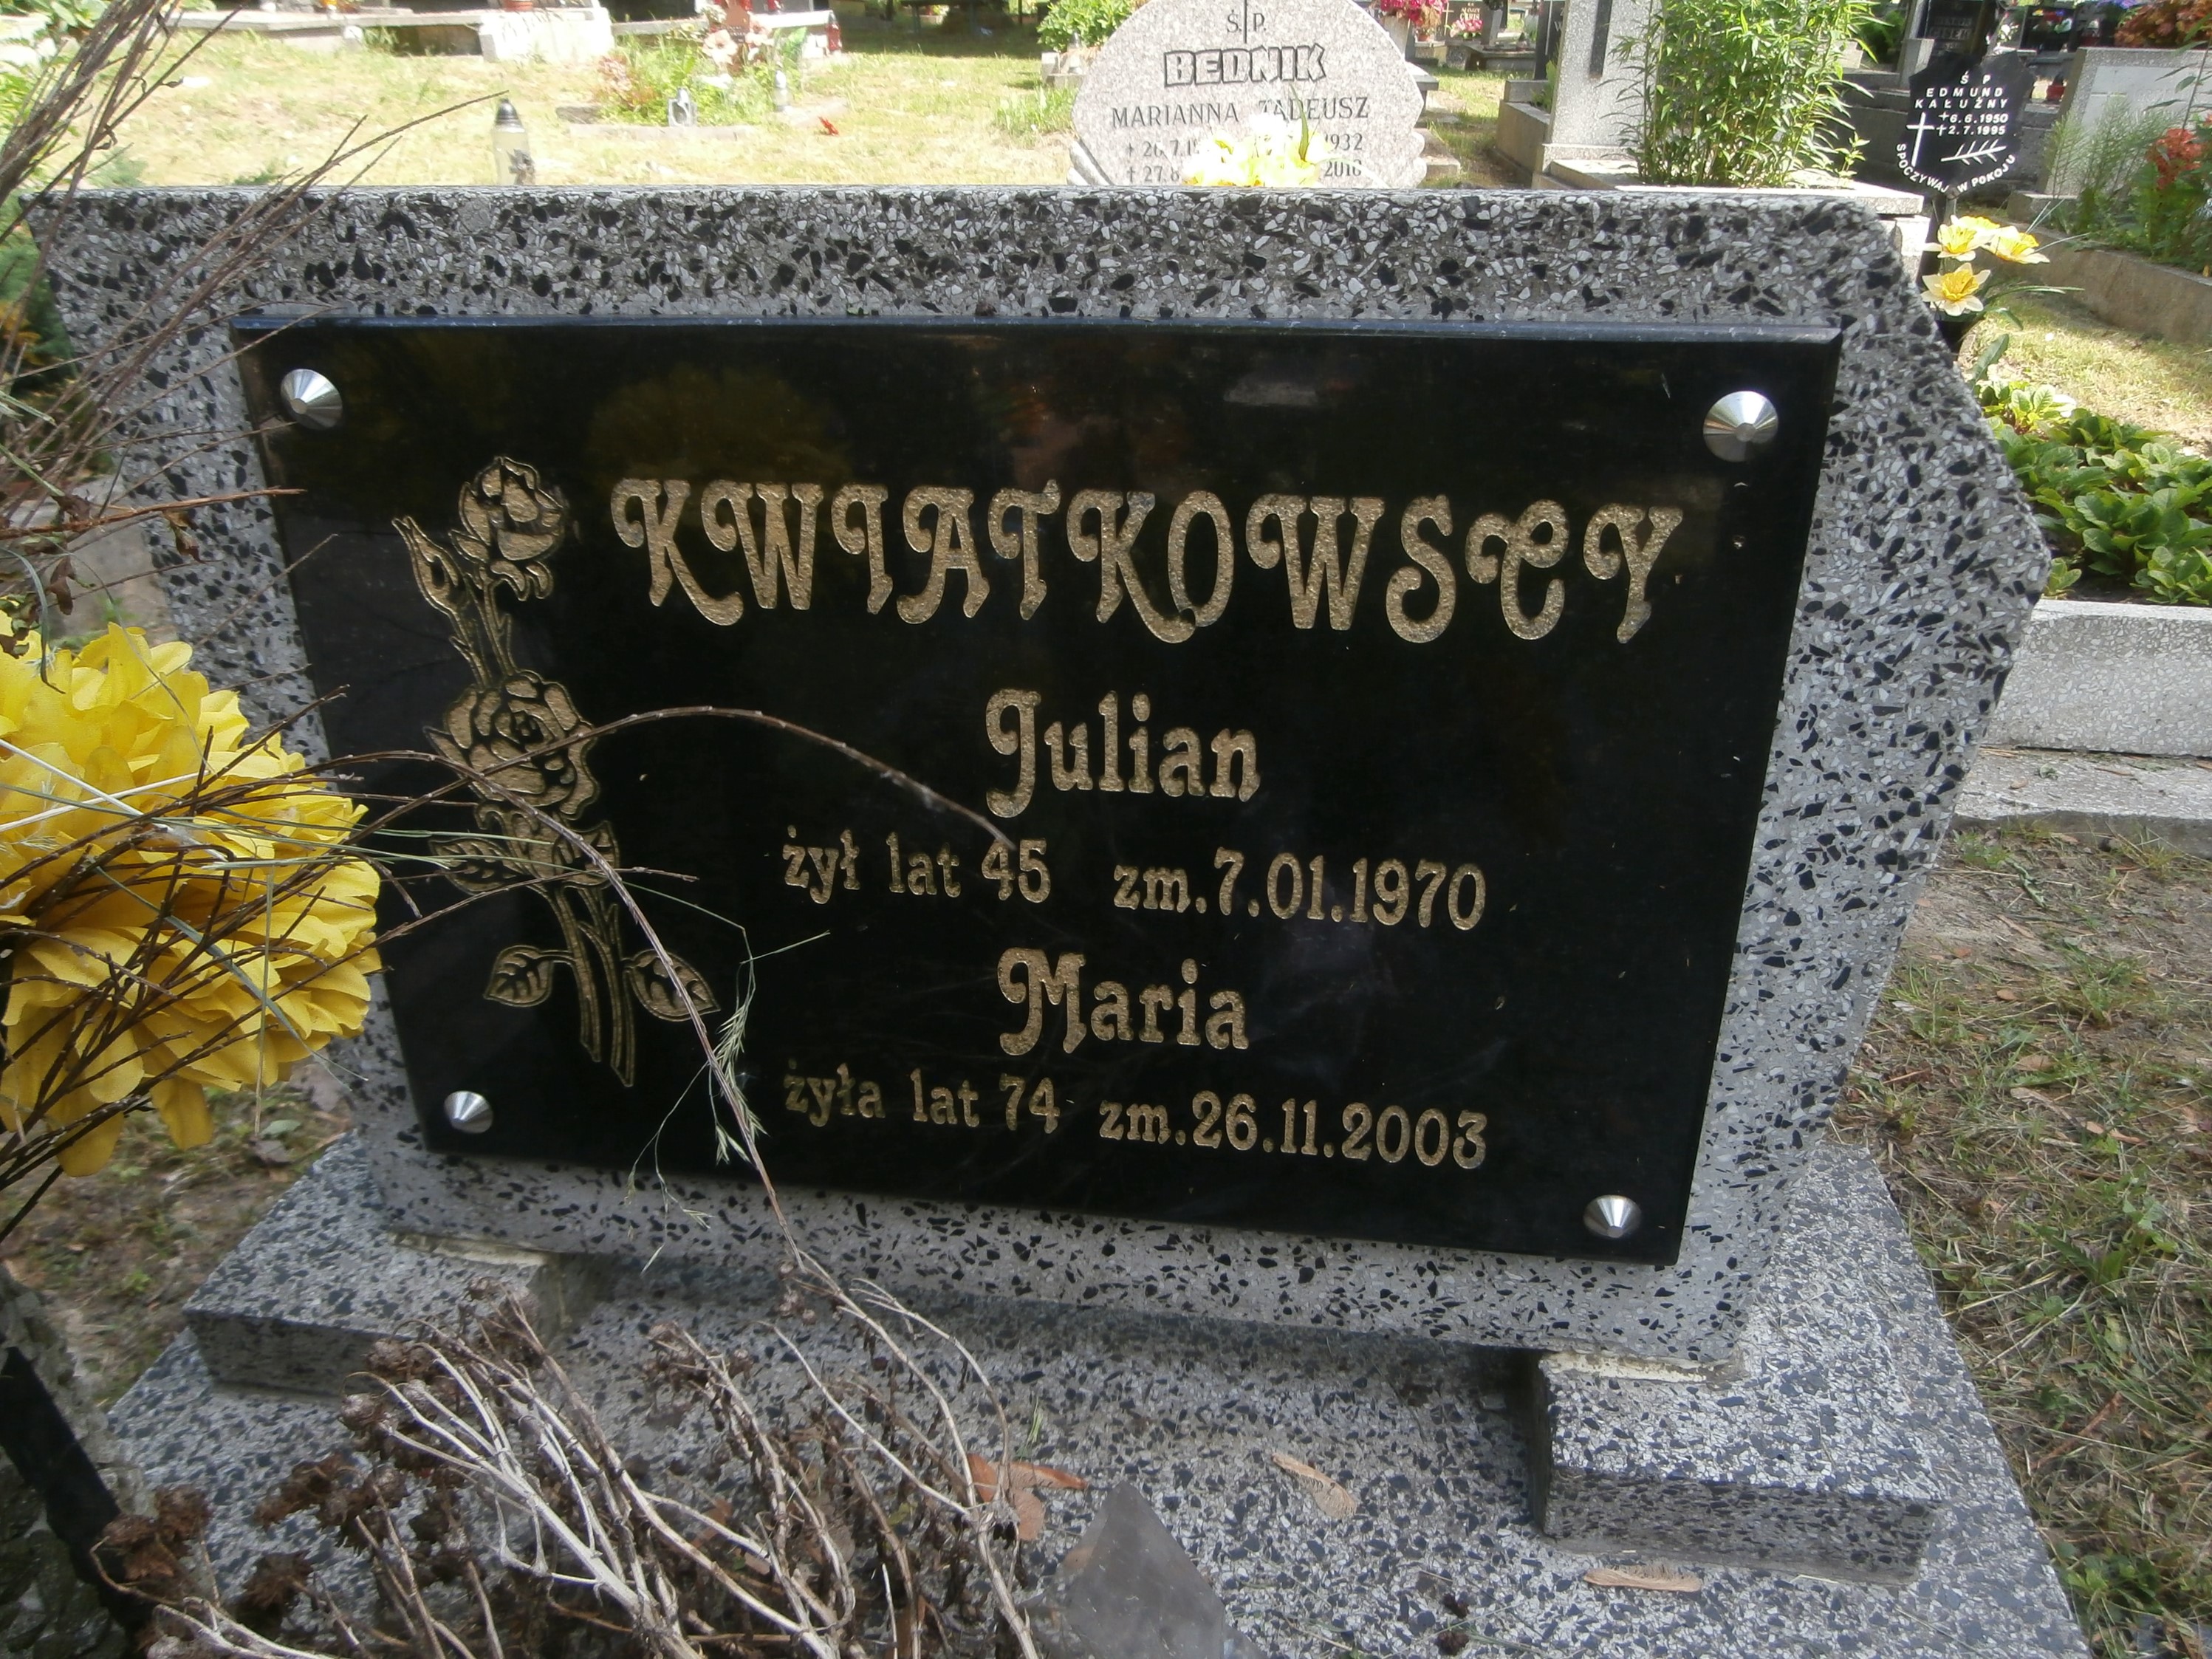 Ś.P.
BEDNIK
MARIANNA TADEUSZ
Ś P
EDMUND
KAŁUŻNY
6.6.1950
2.7.1995
SPOCZYWAJ W POKOJU
KWIATKOWSCY
Julian
żył lat 45 zm.7.01.1970
Maria
żyła lat 74 zm.26.11.2003